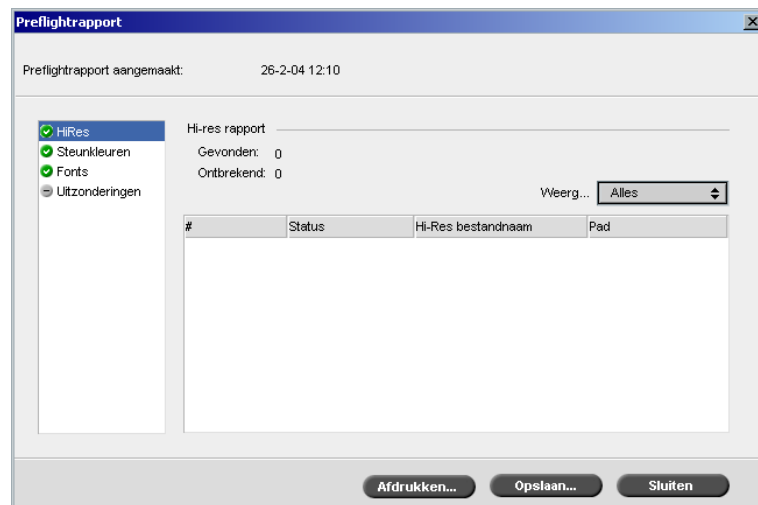 Preflightrapport
Preflightrapport aangemaakt: 26-2-04 12:10
HiRes
Steunkleuren
Fonts
Uitzonderingen
Hi-res rapport
Gevonden: 0
Ontbrekend: 0
Weerg... Alles
# Status Hi-Res bestandnaam Pad
Afdrukken... Opslaan... Sluiten